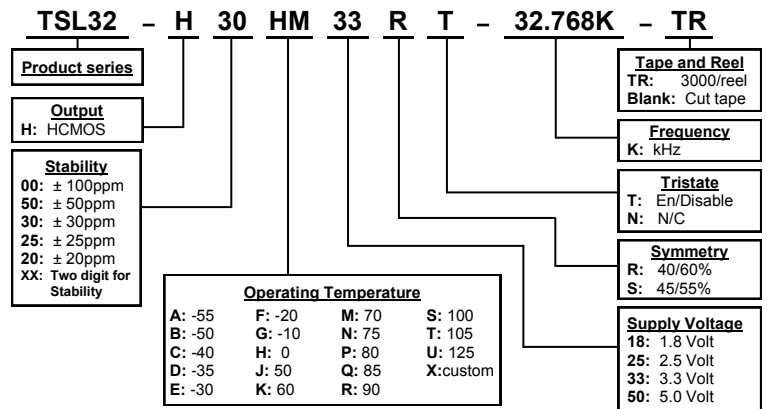 TSL32 – H 30 HM 33 R T – 32.768K – TR
Product series
Output
H: HCMOS
Stability
00: ± 100ppm
50: ± 50ppm
30: ± 30ppm
25: ± 25ppm
20: ± 20ppm
XX: Two digit for
Stability
Operating Temperature
A: -55 F: -20 M: 70 S: 100
B: -50 G: -10 N: 75 T: 105
C: -40 H: 0 P: 80 U: 125
D: -35 J: 50 Q: 85 X:custom
E: -30 K: 60 R: 90
Tape and Reel
TR: 3000/reel
Blank: Cut tape
Frequency
K: kHz
Tristate
T: En/Disable
N: N/C
Symmetry
R: 40/60%
S: 45/55%
Supply Voltage
18: 1.8 Volt
25: 2.5 Volt
33: 3.3 Volt
50: 5.0 Volt